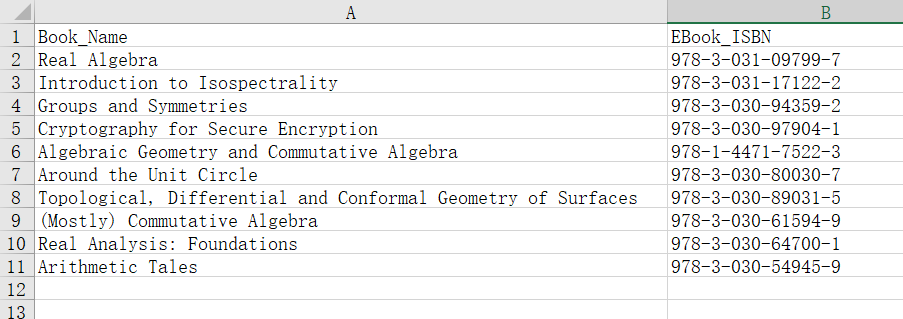 A B
1 Book_Name EBook_ISBN
2 Real Algebra 978-3-031-09799-7
3 Introduction to Isospectrality 978-3-031-17122-2
4 Groups and Symmetries 978-3-030-94359-2
5 Cryptography for Secure Encryption 978-3-030-97904-1
6 Algebraic Geometry and Commutative Algebra 978-1-4471-7522-3
7 Around the Unit Circle 978-3-030-80030-7
8 Topological, Differential and Conformal Geometry of Surfaces 978-3-030-89031-5
9 (Mostly) Commutative Algebra 978-3-030-61594-9
10 Real Analysis: Foundations 978-3-030-64700-1
11 Arithmetic Tales 978-3-030-54945-9
12
13